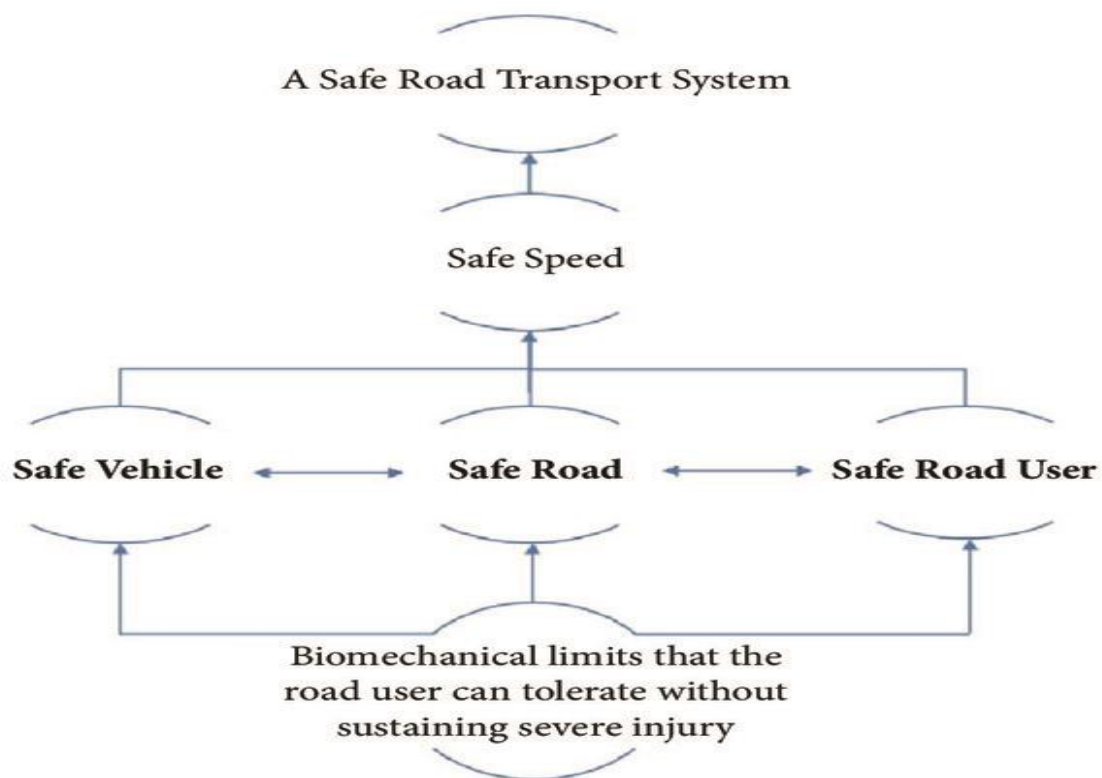 A Safe Road Transport System
Safe Speed
Safe Vehicle
Safe Road
Safe Road User
Biomechanical limits that the
road user can tolerate without
sustaining severe injury